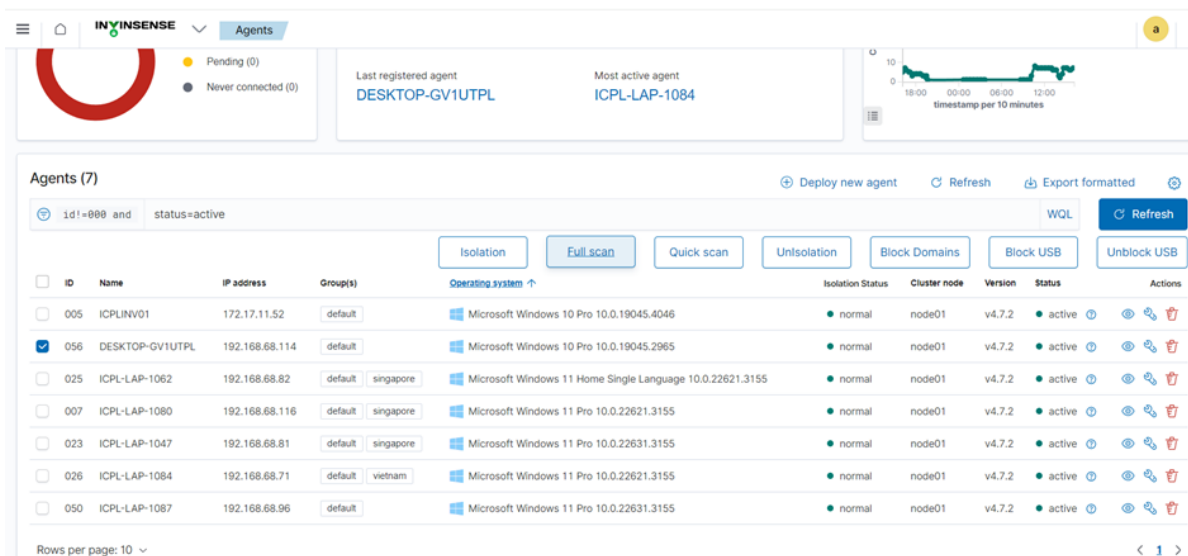 INVINSENSE Agents a
Pending (0)
Never connected (0)
Last registered agent
DESKTOP-GV1UTPL
Most active agent
ICPL-LAP-1084
10
0
18:00 00:00 06:00 12:00
timestamp per 10 minutes
Agents (7)
Deploy new agent Refresh Export formatted
id!=000 and status=active WQL Refresh
Isolation Full scan Quick scan UnIsolation Block Domains Block USB Unblock USB
ID Name IP address Group(s) Operating system Isolation Status Cluster node Version Status Actions
005 ICPLINV01 172.17.11.52 default Microsoft Windows 10 Pro 10.0.19045.4046 normal node01 v4.7.2 active
056 DESKTOP-GV1UTPL 192.168.68.114 default Microsoft Windows 10 Pro 10.0.19045.2965 normal node01 v4.7.2 active
025 ICPL-LAP-1062 192.168.68.82 default singapore Microsoft Windows 11 Home Single Language 10.0.22621.3155 normal node01 v4.7.2 active
007 ICPL-LAP-1080 192.168.68.116 default singapore Microsoft Windows 11 Pro 10.0.22621.3155 normal node01 v4.7.2 active
023 ICPL-LAP-1047 192.168.68.81 default singapore Microsoft Windows 11 Pro 10.0.22631.3155 normal node01 v4.7.2 active
026 ICPL-LAP-1084 192.168.68.71 default vietnam Microsoft Windows 11 Pro 10.0.22621.3155 normal node01 v4.7.2 active
050 ICPL-LAP-1087 192.168.68.96 default Microsoft Windows 11 Pro 10.0.22631.3155 normal node01 v4.7.2 active
Rows per page: 10 1